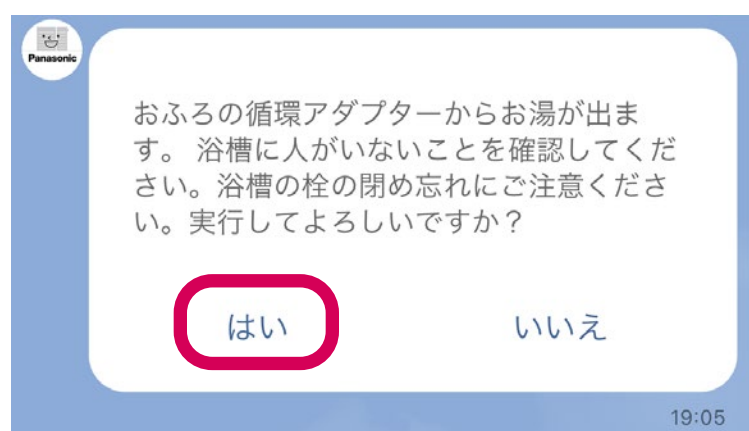 Panasonic
おふろの循環アダプターからお湯が出ま
す。 浴槽に人がいないことを確認してくだ
さい。浴槽の栓の閉め忘れにご注意くださ
い。実行してよろしいですか？
はい いいえ
19:05